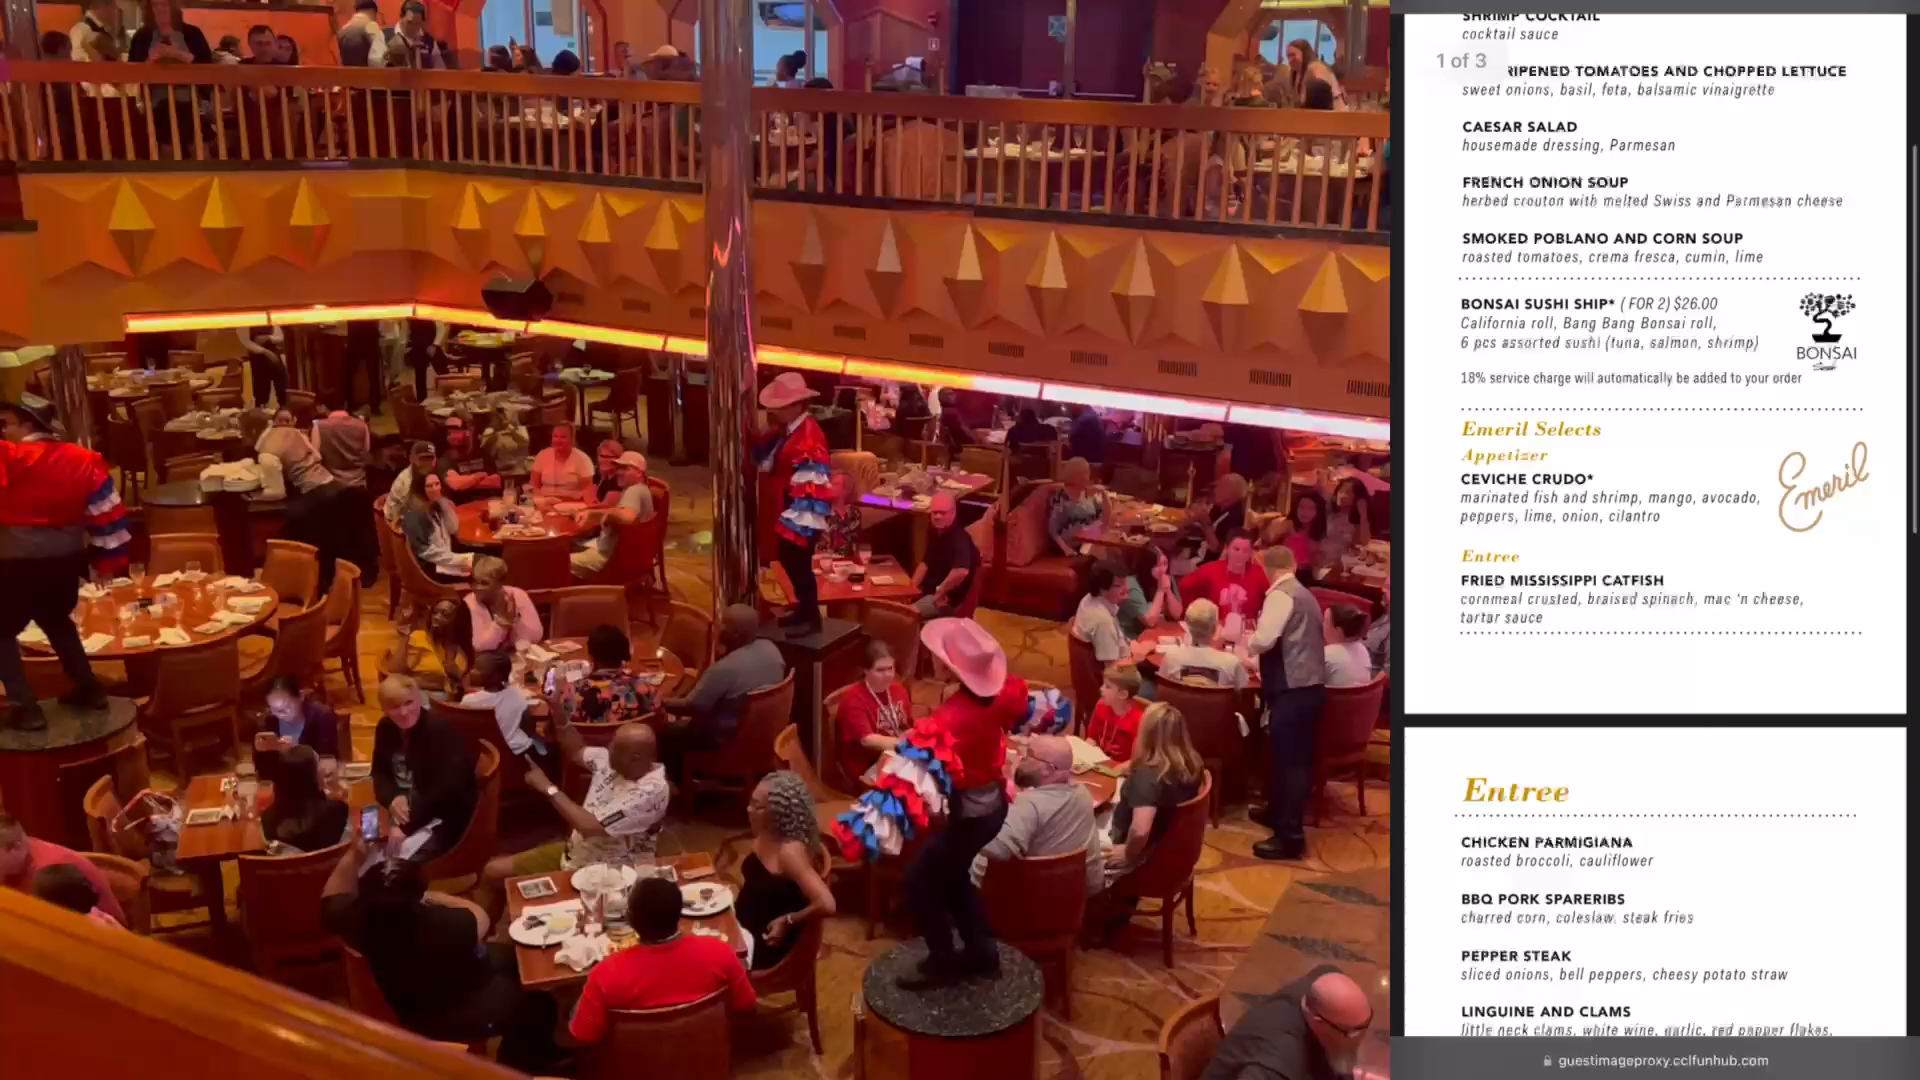 SHRIMP COCKTAIL
cocktail sauce
1 of 3
RIPENED TOMATOES AND CHOPPED LETTUCE
sweet onions, basil, feta, balsamic vinaigrette
CAESAR SALAD
housemade dressing, Parmesan
FRENCH ONION SOUP
herbed crouton with melted Swiss and Parmesan cheese
SMOKED POBLANO AND CORN SOUP
roasted tomatoes, crema fresca, cumin, lime
BONSAI SUSHI SHIP* ( FOR 2) $26.00
California roll, Bang Bang Bonsai roll,
6 pcs assorted sushi (tuna, salmon, shrimp)
BONSAI
Sushi
18% service charge will automatically be added to your order
Emeril Selects
Appetizer
CEVICHE CRUDO*
marinated fish and shrimp, mango, avocado,
peppers, lime, onion, cilantro
Emeril
Entree
FRIED MISSISSIPPI CATFISH
cornmeal crusted, braised spinach, mac 'n cheese,
tartar sauce
Entree
CHICKEN PARMIGIANA
roasted broccoli, cauliflower
BBQ PORK SPARERIBS
charred corn, coleslaw, steak fries
PEPPER STEAK
sliced onions, bell peppers, cheesy potato straw
LINGUINE AND CLAMS
little neck clams, white wine, garlic, red pepper flakes,
guestimageproxy.cclfunhub.com